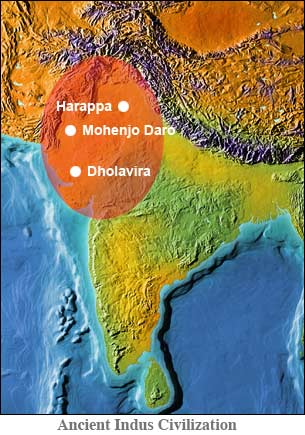 Harappa
Mohenjo Daro
Dholavira
Ancient Indus Civilization